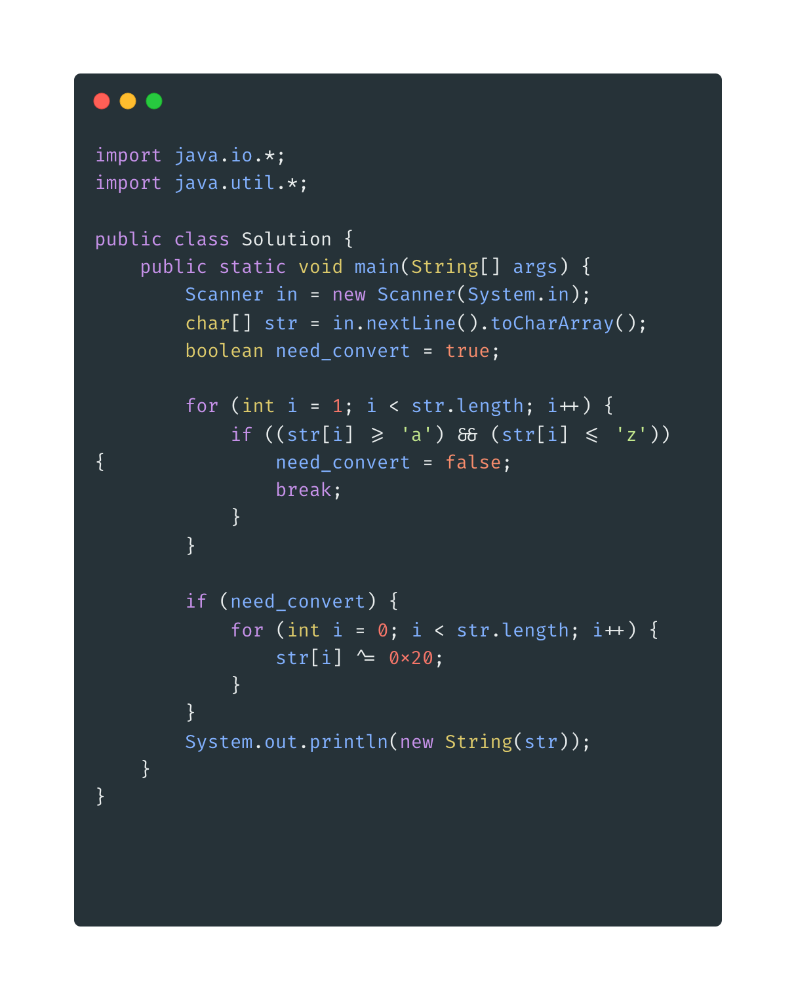 import java.io.*;
import java.util.*;

public class Solution {
    public static void main(String[] args) {
        Scanner in = new Scanner(System.in);
        char[] str = in.nextLine().toCharArray();
        boolean need_convert = true;

        for (int i = 1; i < str.length; i++) {
            if ((str[i] >= 'a') && (str[i] <= 'z'))
{               need_convert = false;
                break;
            }
        }

        if (need_convert) {
            for (int i = 0; i < str.length; i++) {
                str[i] ^= 0x20;
            }
        }
        System.out.println(new String(str));
    }
}